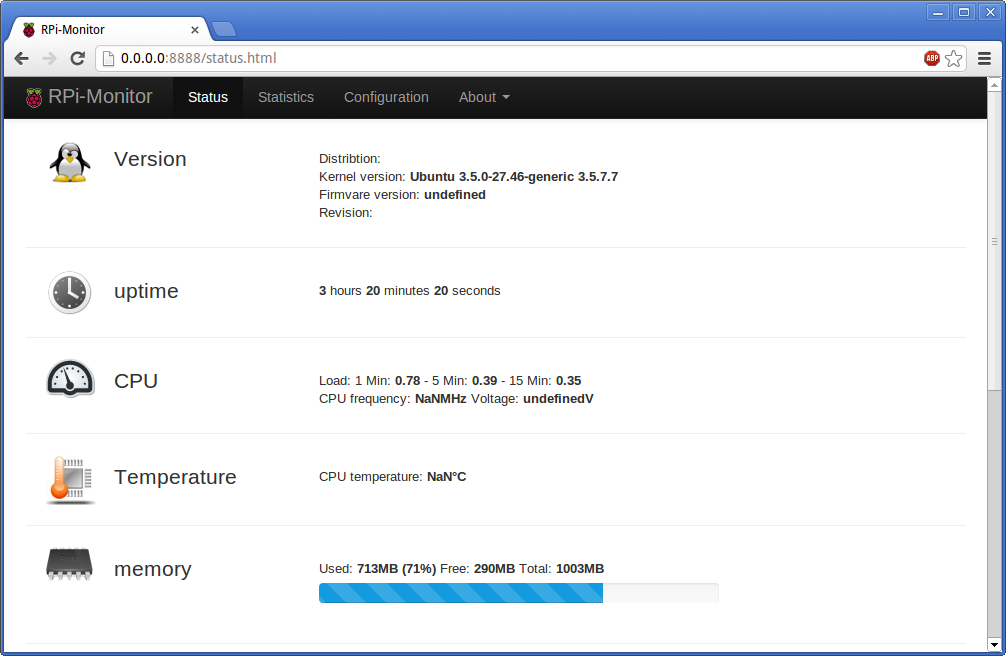 RPi-Monitor
0.0.0.0:8888/status.html
ABP
RPi-Monitor Status Statistics Configuration About
Version
Distribtion:
Kernel version: Ubuntu 3.5.0-27.46-generic 3.5.7.7
Firmvare version: undefined
Revision:
uptime
3 hours 20 minutes 20 seconds
CPU
Load: 1 Min: 0.78 - 5 Min: 0.39 - 15 Min: 0.35
CPU frequency: NaNMHz Voltage: undefinedV
Temperature
CPU temperature: NaN°C
memory
Used: 713MB (71%) Free: 290MB Total: 1003MB